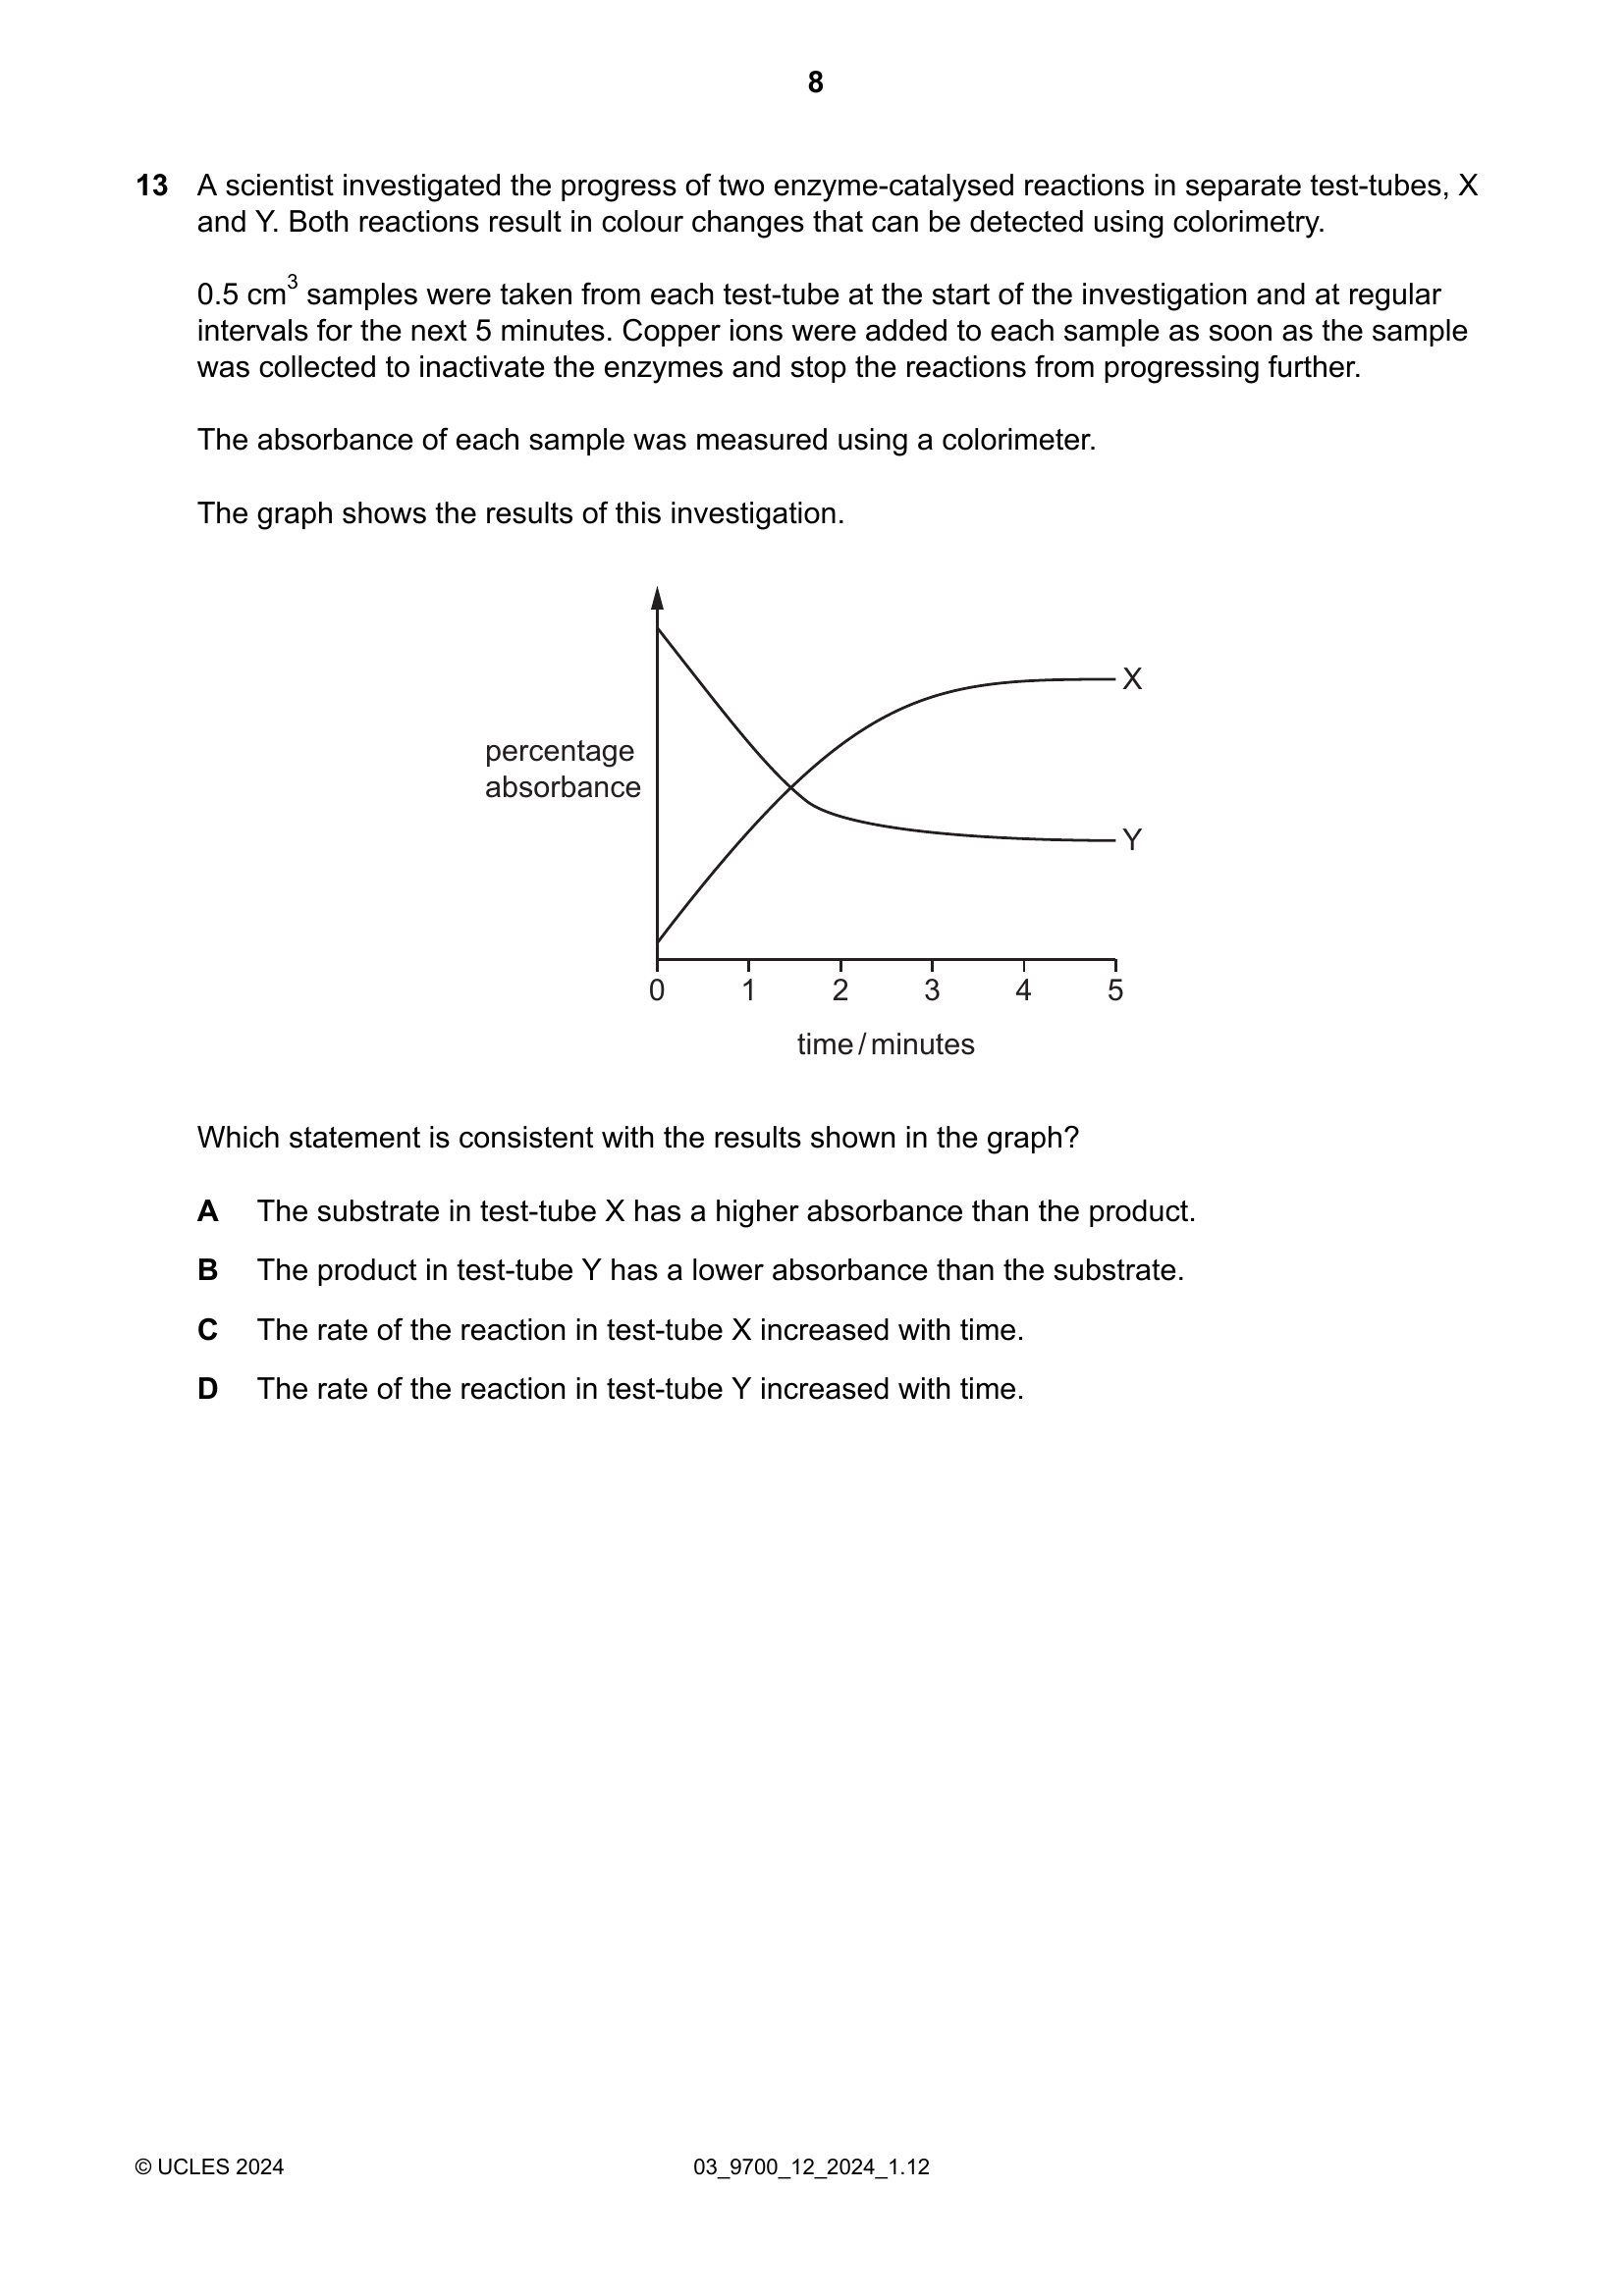 8
13 A scientist investigated the progress of two enzyme-catalysed reactions in separate test-tubes, X
and Y. Both reactions result in colour changes that can be detected using colorimetry.
0.5 cm³ samples were taken from each test-tube at the start of the investigation and at regular
intervals for the next 5 minutes. Copper ions were added to each sample as soon as the sample
was collected to inactivate the enzymes and stop the reactions from progressing further.
The absorbance of each sample was measured using a colorimeter.
The graph shows the results of this investigation.
X
percentage
absorbance
Y
0 1 2 3 4 5
time / minutes
Which statement is consistent with the results shown in the graph?
A The substrate in test-tube X has a higher absorbance than the product.
B The product in test-tube Y has a lower absorbance than the substrate.
C The rate of the reaction in test-tube X increased with time.
D The rate of the reaction in test-tube Y increased with time.
© UCLES 2024 03_9700_12_2024_1.12